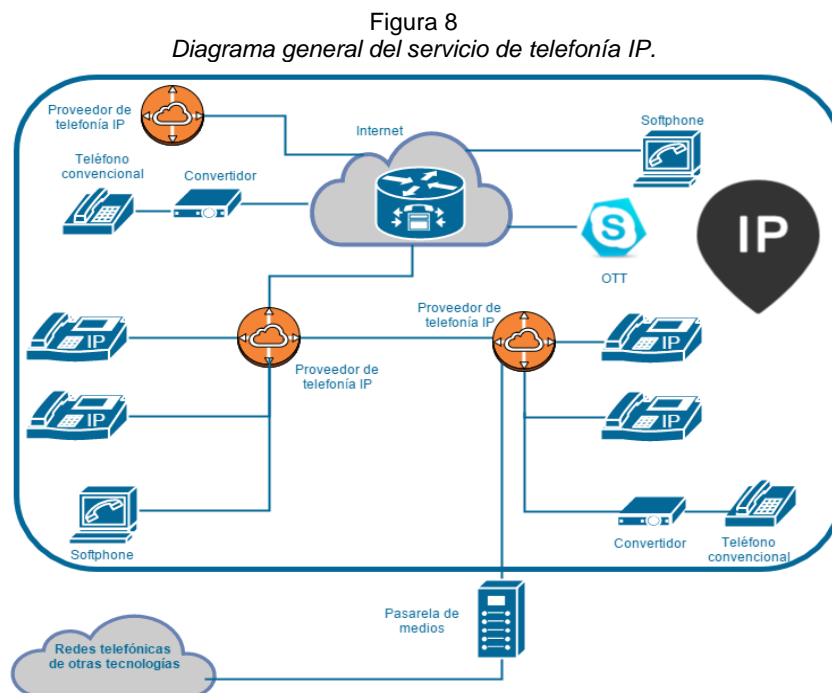 Figura 8
Diagrama general del servicio de telefonía IP.
Proveedor de
telefonía IP
Internet
Softphone
Teléfono
convencional
Convertidor
S
IP
OTT
Proveedor de
telefonía IP
IP
IP
Proveedor de
telefonía IP
IP
IP
Softphone
Convertidor
Teléfono
convencional
Pasarela de
medios
Redes telefónicas
de otras tecnologías